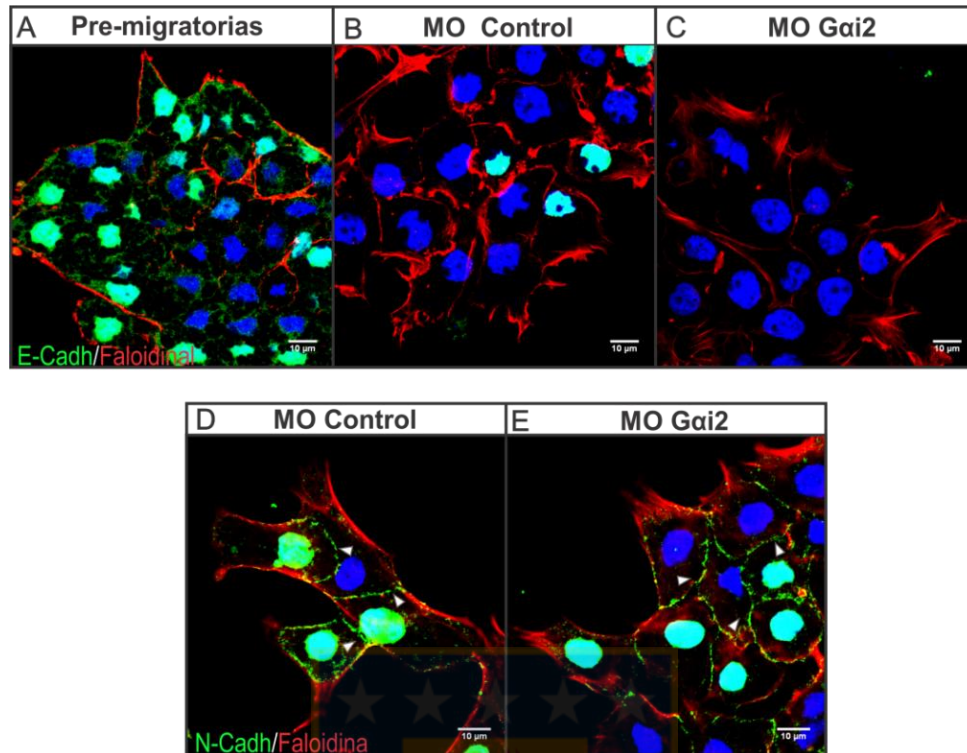 A Pre-migratorias
B MO Control
C MO Gαi2
E-Cadh/Faloidinal
10 µm
10 µm
10 µm
D MO Control
E MO Gαi2
N-Cadh/Faloidina
10 µm
10 µm